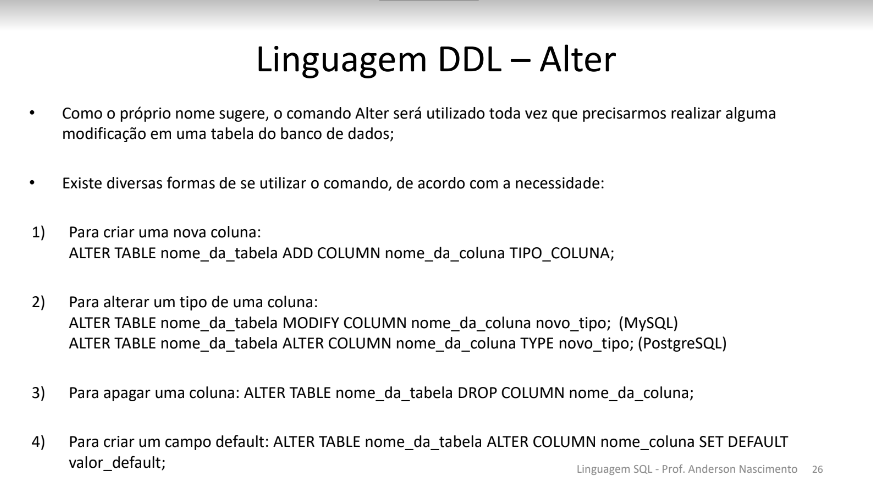 Linguagem DDL – Alter
• Como o próprio nome sugere, o comando Alter será utilizado toda vez que precisarmos realizar alguma
modificação em uma tabela do banco de dados;
• Existe diversas formas de se utilizar o comando, de acordo com a necessidade:
1) Para criar uma nova coluna:
ALTER TABLE nome_da_tabela ADD COLUMN nome_da_coluna TIPO_COLUNA;
2) Para alterar um tipo de uma coluna:
ALTER TABLE nome_da_tabela MODIFY COLUMN nome_da_coluna novo_tipo; (MySQL)
ALTER TABLE nome_da_tabela ALTER COLUMN nome_da_coluna TYPE novo_tipo; (PostgreSQL)
3) Para apagar uma coluna: ALTER TABLE nome_da_tabela DROP COLUMN nome_da_coluna;
4) Para criar um campo default: ALTER TABLE nome_da_tabela ALTER COLUMN nome_coluna SET DEFAULT
valor_default;
Linguagem SQL - Prof. Anderson Nascimento 26